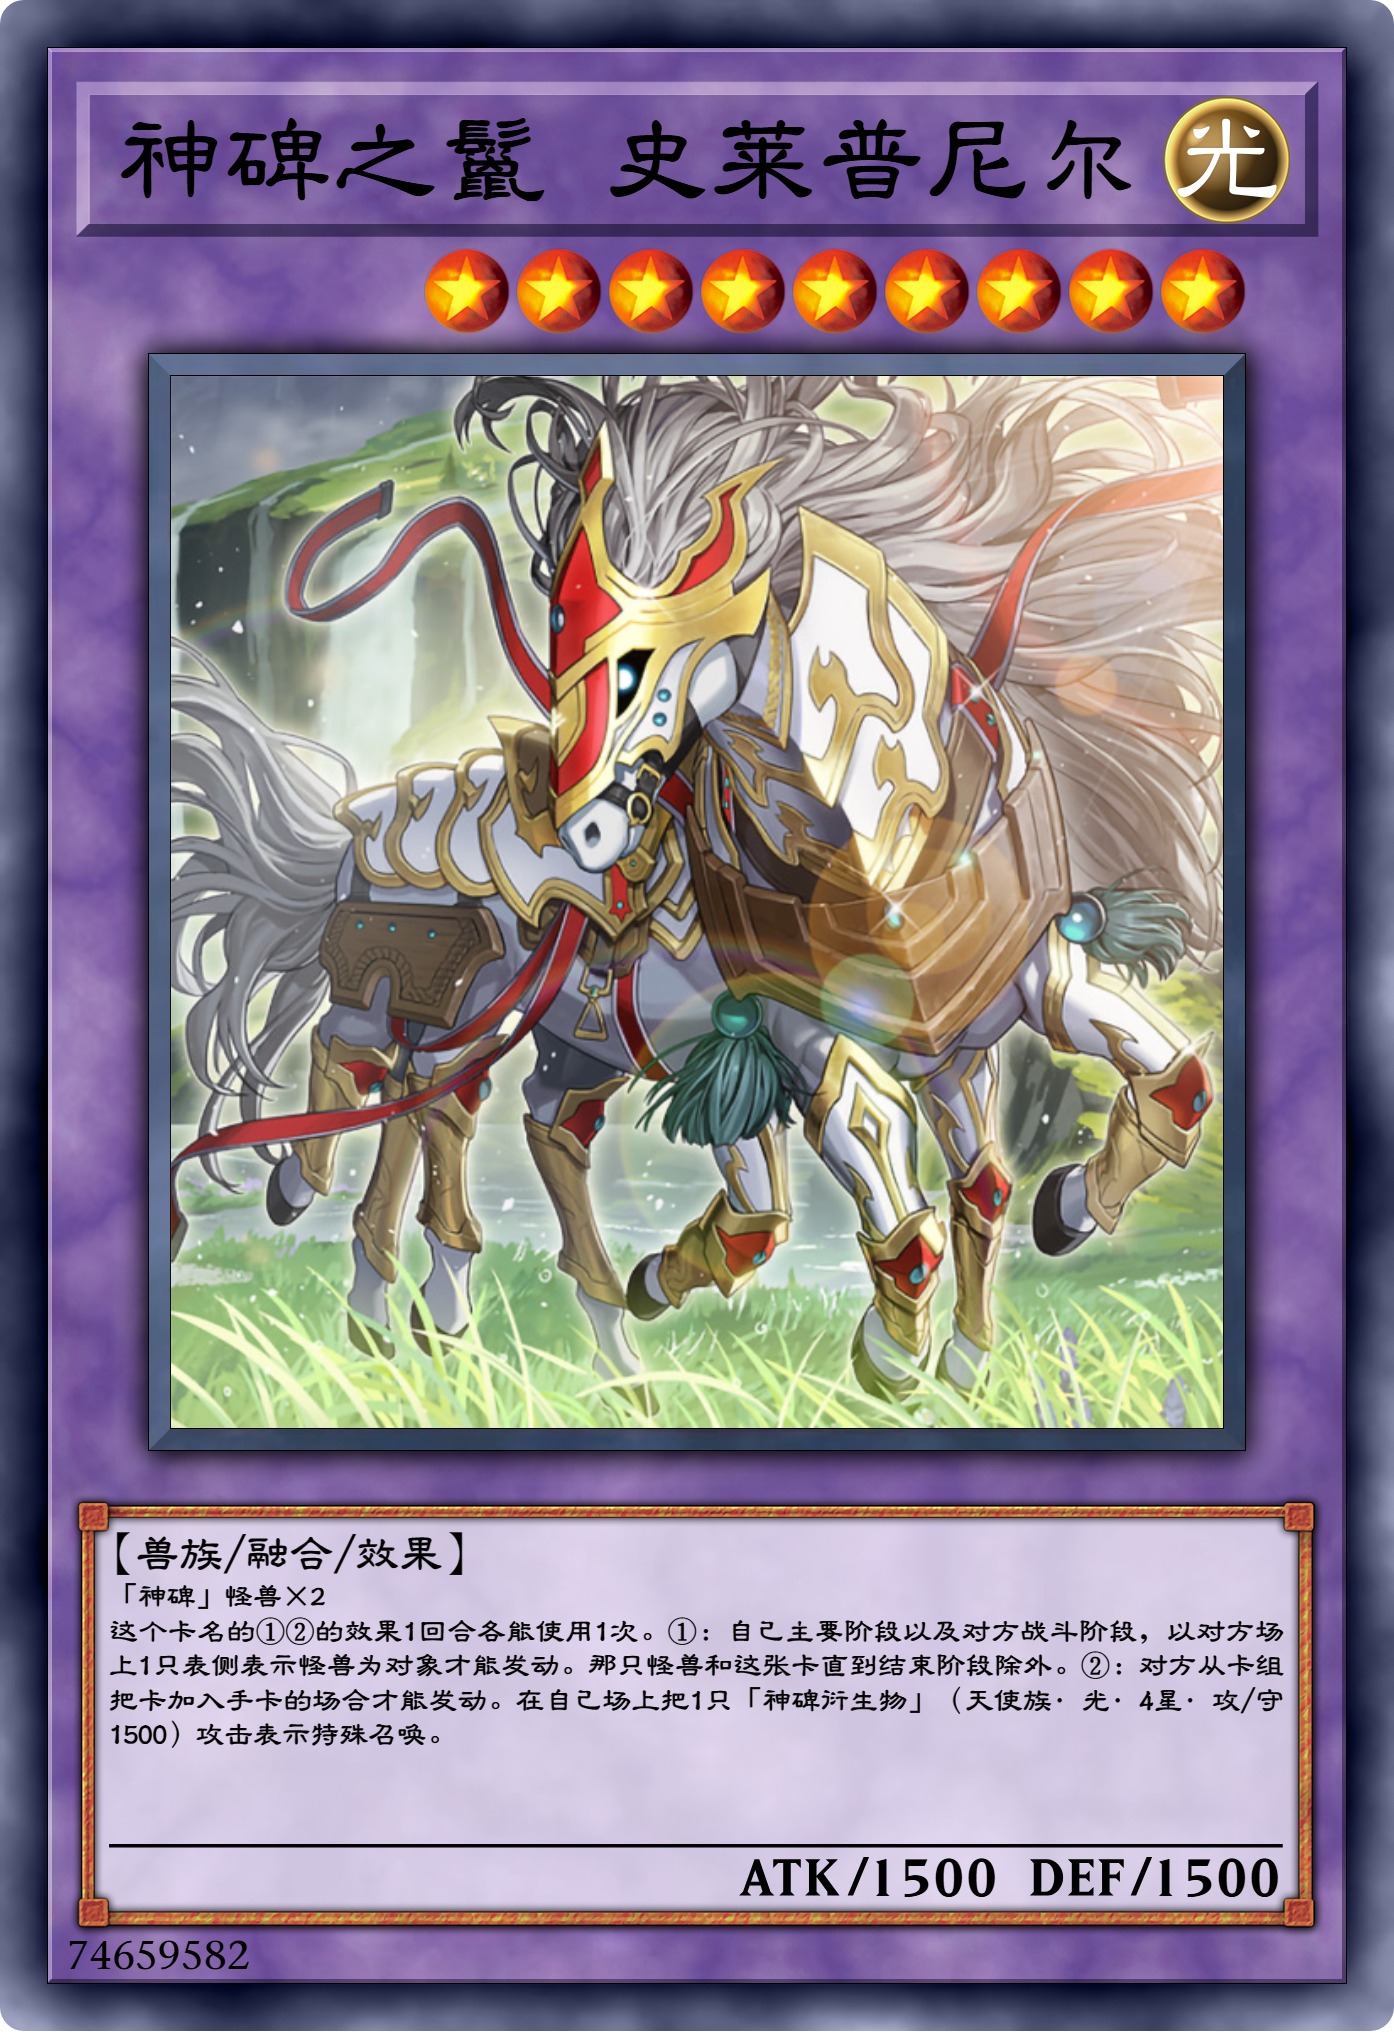 神碑之鬣 史莱普尼尔 光
【兽族/融合/效果】
「神碑」怪兽×2
这个卡名的①②的效果1回合各能使用1次。①：自己主要阶段以及对方战斗阶段，以对方场
上1只表侧表示怪兽为对象才能发动。那只怪兽和这张卡直到结束阶段除外。②：对方从卡组
把卡加入手卡的场合才能发动。在自己场上把1只「神碑衍生物」（天使族·光·4星·攻/守
1500）攻击表示特殊召唤。
ATK/1500 DEF/1500
74659582